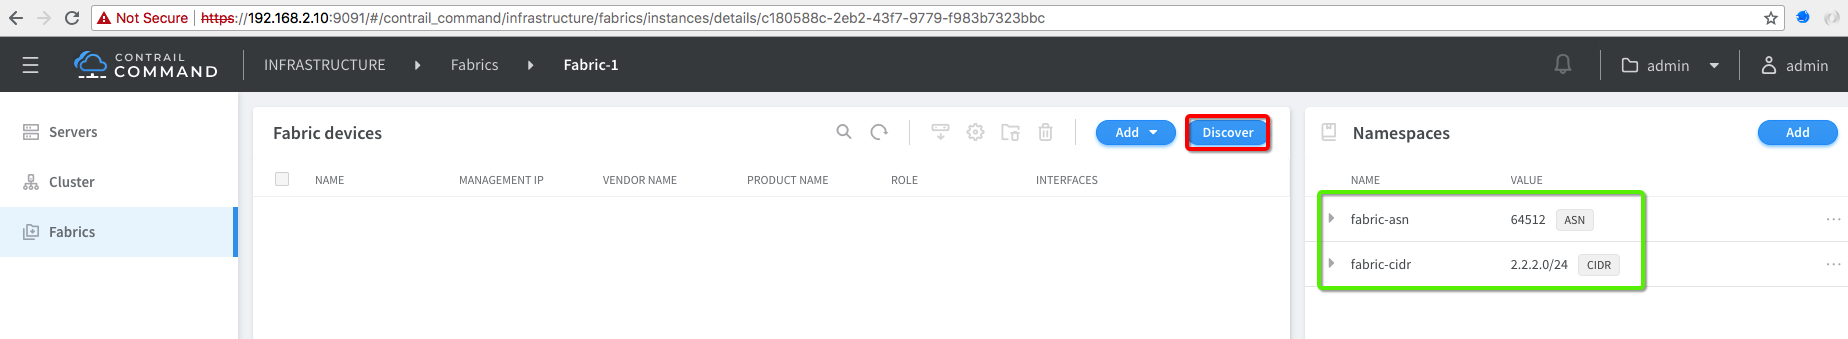 Not Secure https://192.168.2.10:9091/#/contrail_command/infrastructure/fabrics/instances/details/c180588c-2eb2-43f7-9779-f983b7323bbc
CONTRAIL
COMMAND
INFRASTRUCTURE Fabrics Fabric-1 admin admin
Servers
Cluster
Fabrics
Fabric devices Add Discover
NAME MANAGEMENT IP VENDOR NAME PRODUCT NAME ROLE INTERFACES
Namespaces Add
NAME VALUE
fabric-asn 64512 ASN
fabric-cidr 2.2.2.0/24 CIDR